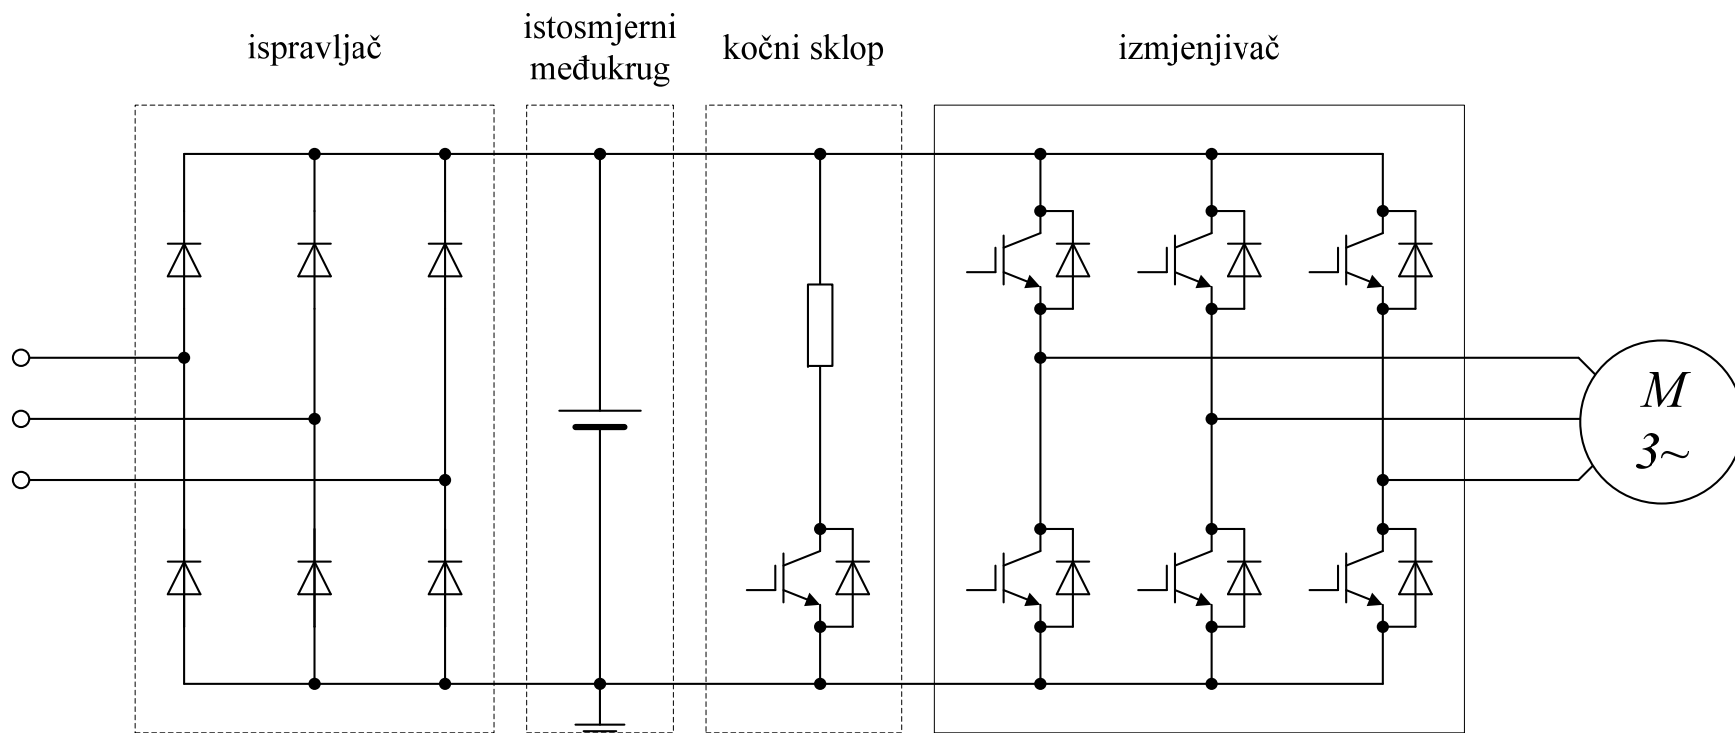 ispravljač
istosmjerni
međukrug
kočni sklop
izmjenjivač
M
3~